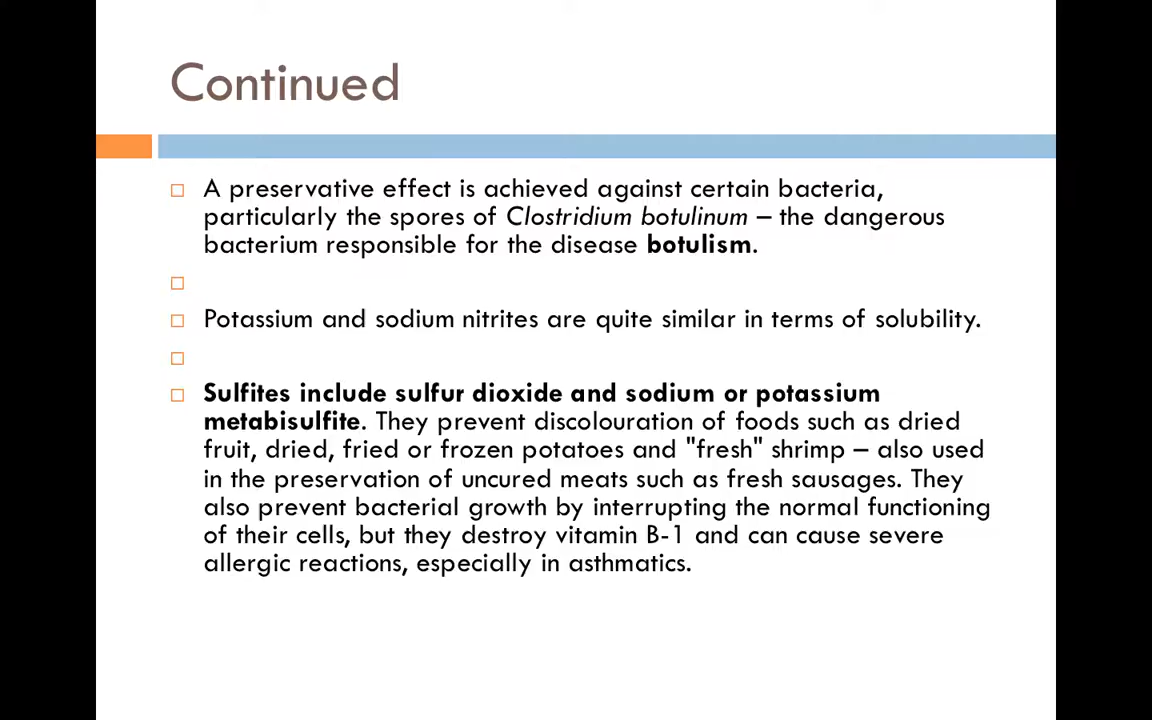 Continued
A preservative effect is achieved against certain bacteria,
particularly the spores of Clostridium botulinum – the dangerous
bacterium responsible for the disease botulism.
Potassium and sodium nitrites are quite similar in terms of solubility.
Sulfites include sulfur dioxide and sodium or potassium
metabisulfite. They prevent discolouration of foods such as dried
fruit, dried, fried or frozen potatoes and "fresh" shrimp – also used
in the preservation of uncured meats such as fresh sausages. They
also prevent bacterial growth by interrupting the normal functioning
of their cells, but they destroy vitamin B-1 and can cause severe
allergic reactions, especially in asthmatics.